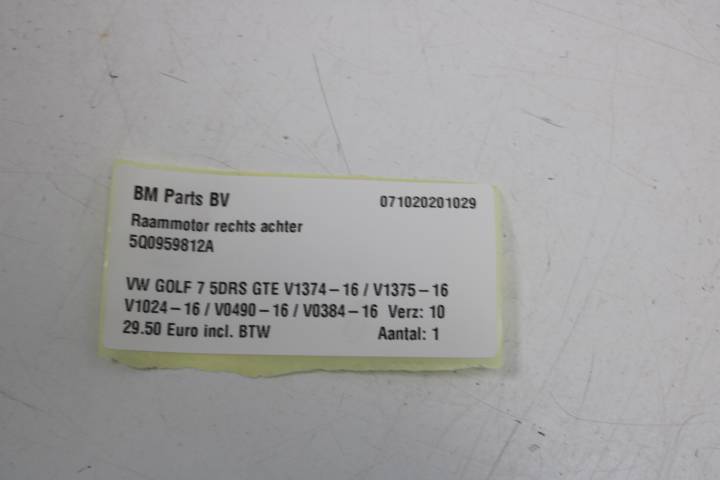 BM Parts BV 071020201029
Raammotor rechts achter
5Q0959812A
VW GOLF 7 5DRS GTE V1374-16 / V1375-16
V1024-16 / V0490-16 / V0384-16 Verz: 10
29.50 Euro incl. BTW Aantal: 1